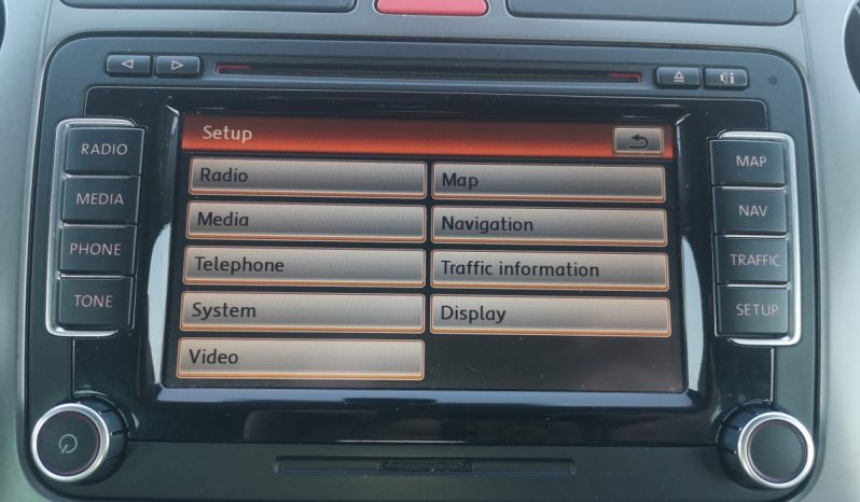 Setup
Radio
Map
Media
Navigation
Telephone
Traffic information
System
Display
Video
RADIO
MEDIA
PHONE
TONE
MAP
NAV
TRAFFIC
SETUP